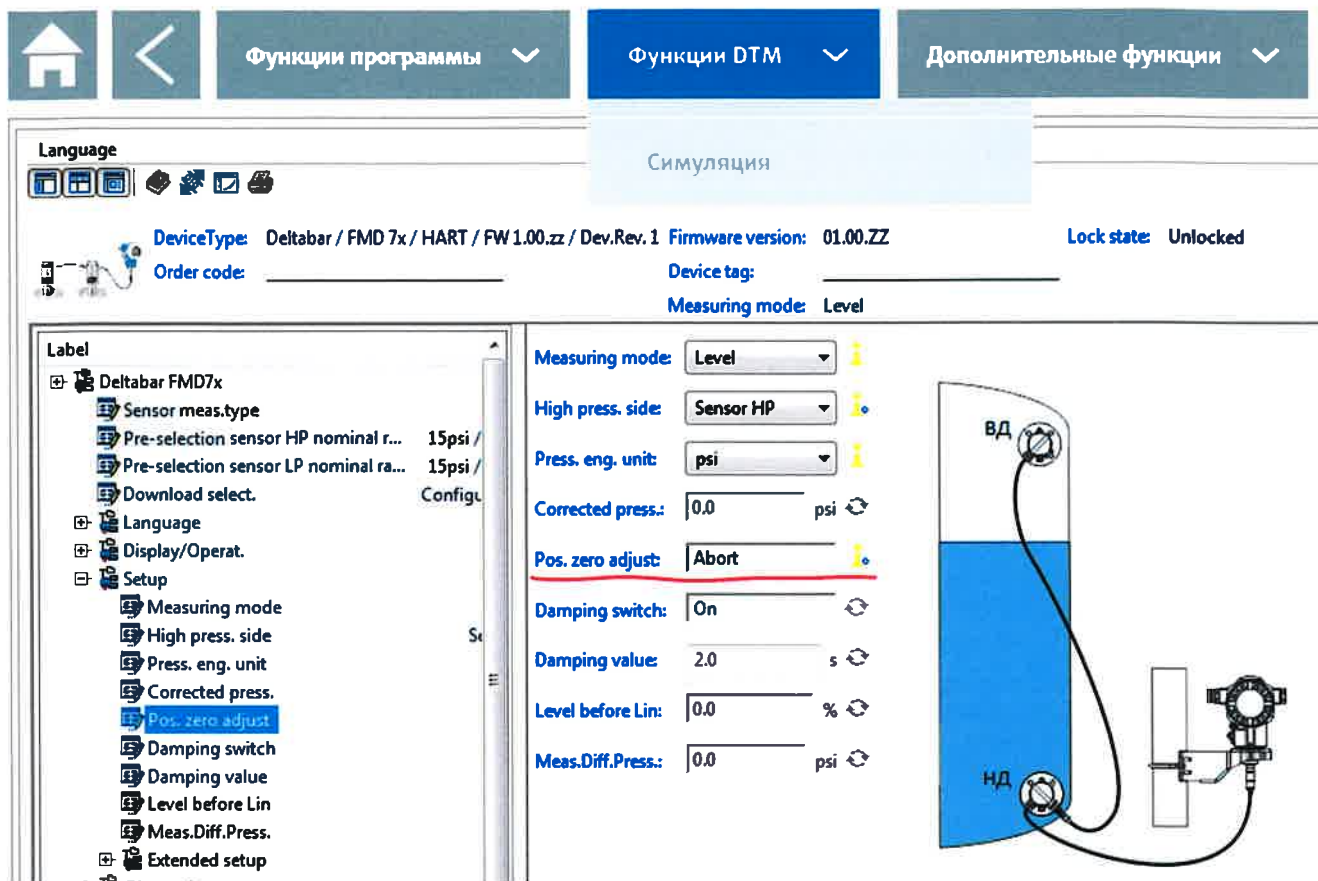 Функции программы
Функции DTM
Дополнительные функции
Симуляция
Language
DeviceType: Deltabar / FMD 7x / HART / FW 1.00.zz / Dev.Rev. 1
Firmware version: 01.00.ZZ
Lock state: Unlocked
Order code:
Device tag:
Measuring mode: Level
Label
Deltabar FMD7x
Sensor meas.type
Pre-selection sensor HP nominal r... 15psi /
Pre-selection sensor LP nominal ra... 15psi /
Download select. Configu
Language
Display/Operat.
Setup
Measuring mode
High press. side Se
Press. eng. unit
Corrected press.
Pos. zero adjust
Damping switch
Damping value
Level before Lin
Meas.Diff.Press.
Extended setup
Measuring mode: Level
High press. side: Sensor HP
Press. eng. unit: psi
Corrected press.: 0.0 psi
Pos. zero adjust: Abort
Damping switch: On
Damping value: 2.0 s
Level before Lin: 0.0 %
Meas.Diff.Press.: 0.0 psi
ВД
НД